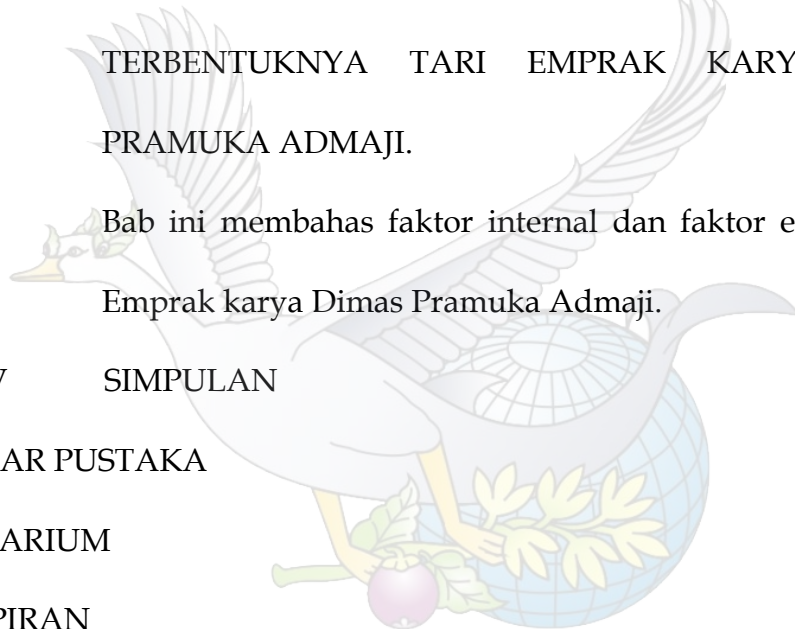 TERBENTUKNYA TARI EMPRAK KARY
PRAMUKA ADMAJI.
Bab ini membahas faktor internal dan faktor e
Emprak karya Dimas Pramuka Admaji.
SIMPULAN
AR PUSTAKA
ARIUM
PIRAN